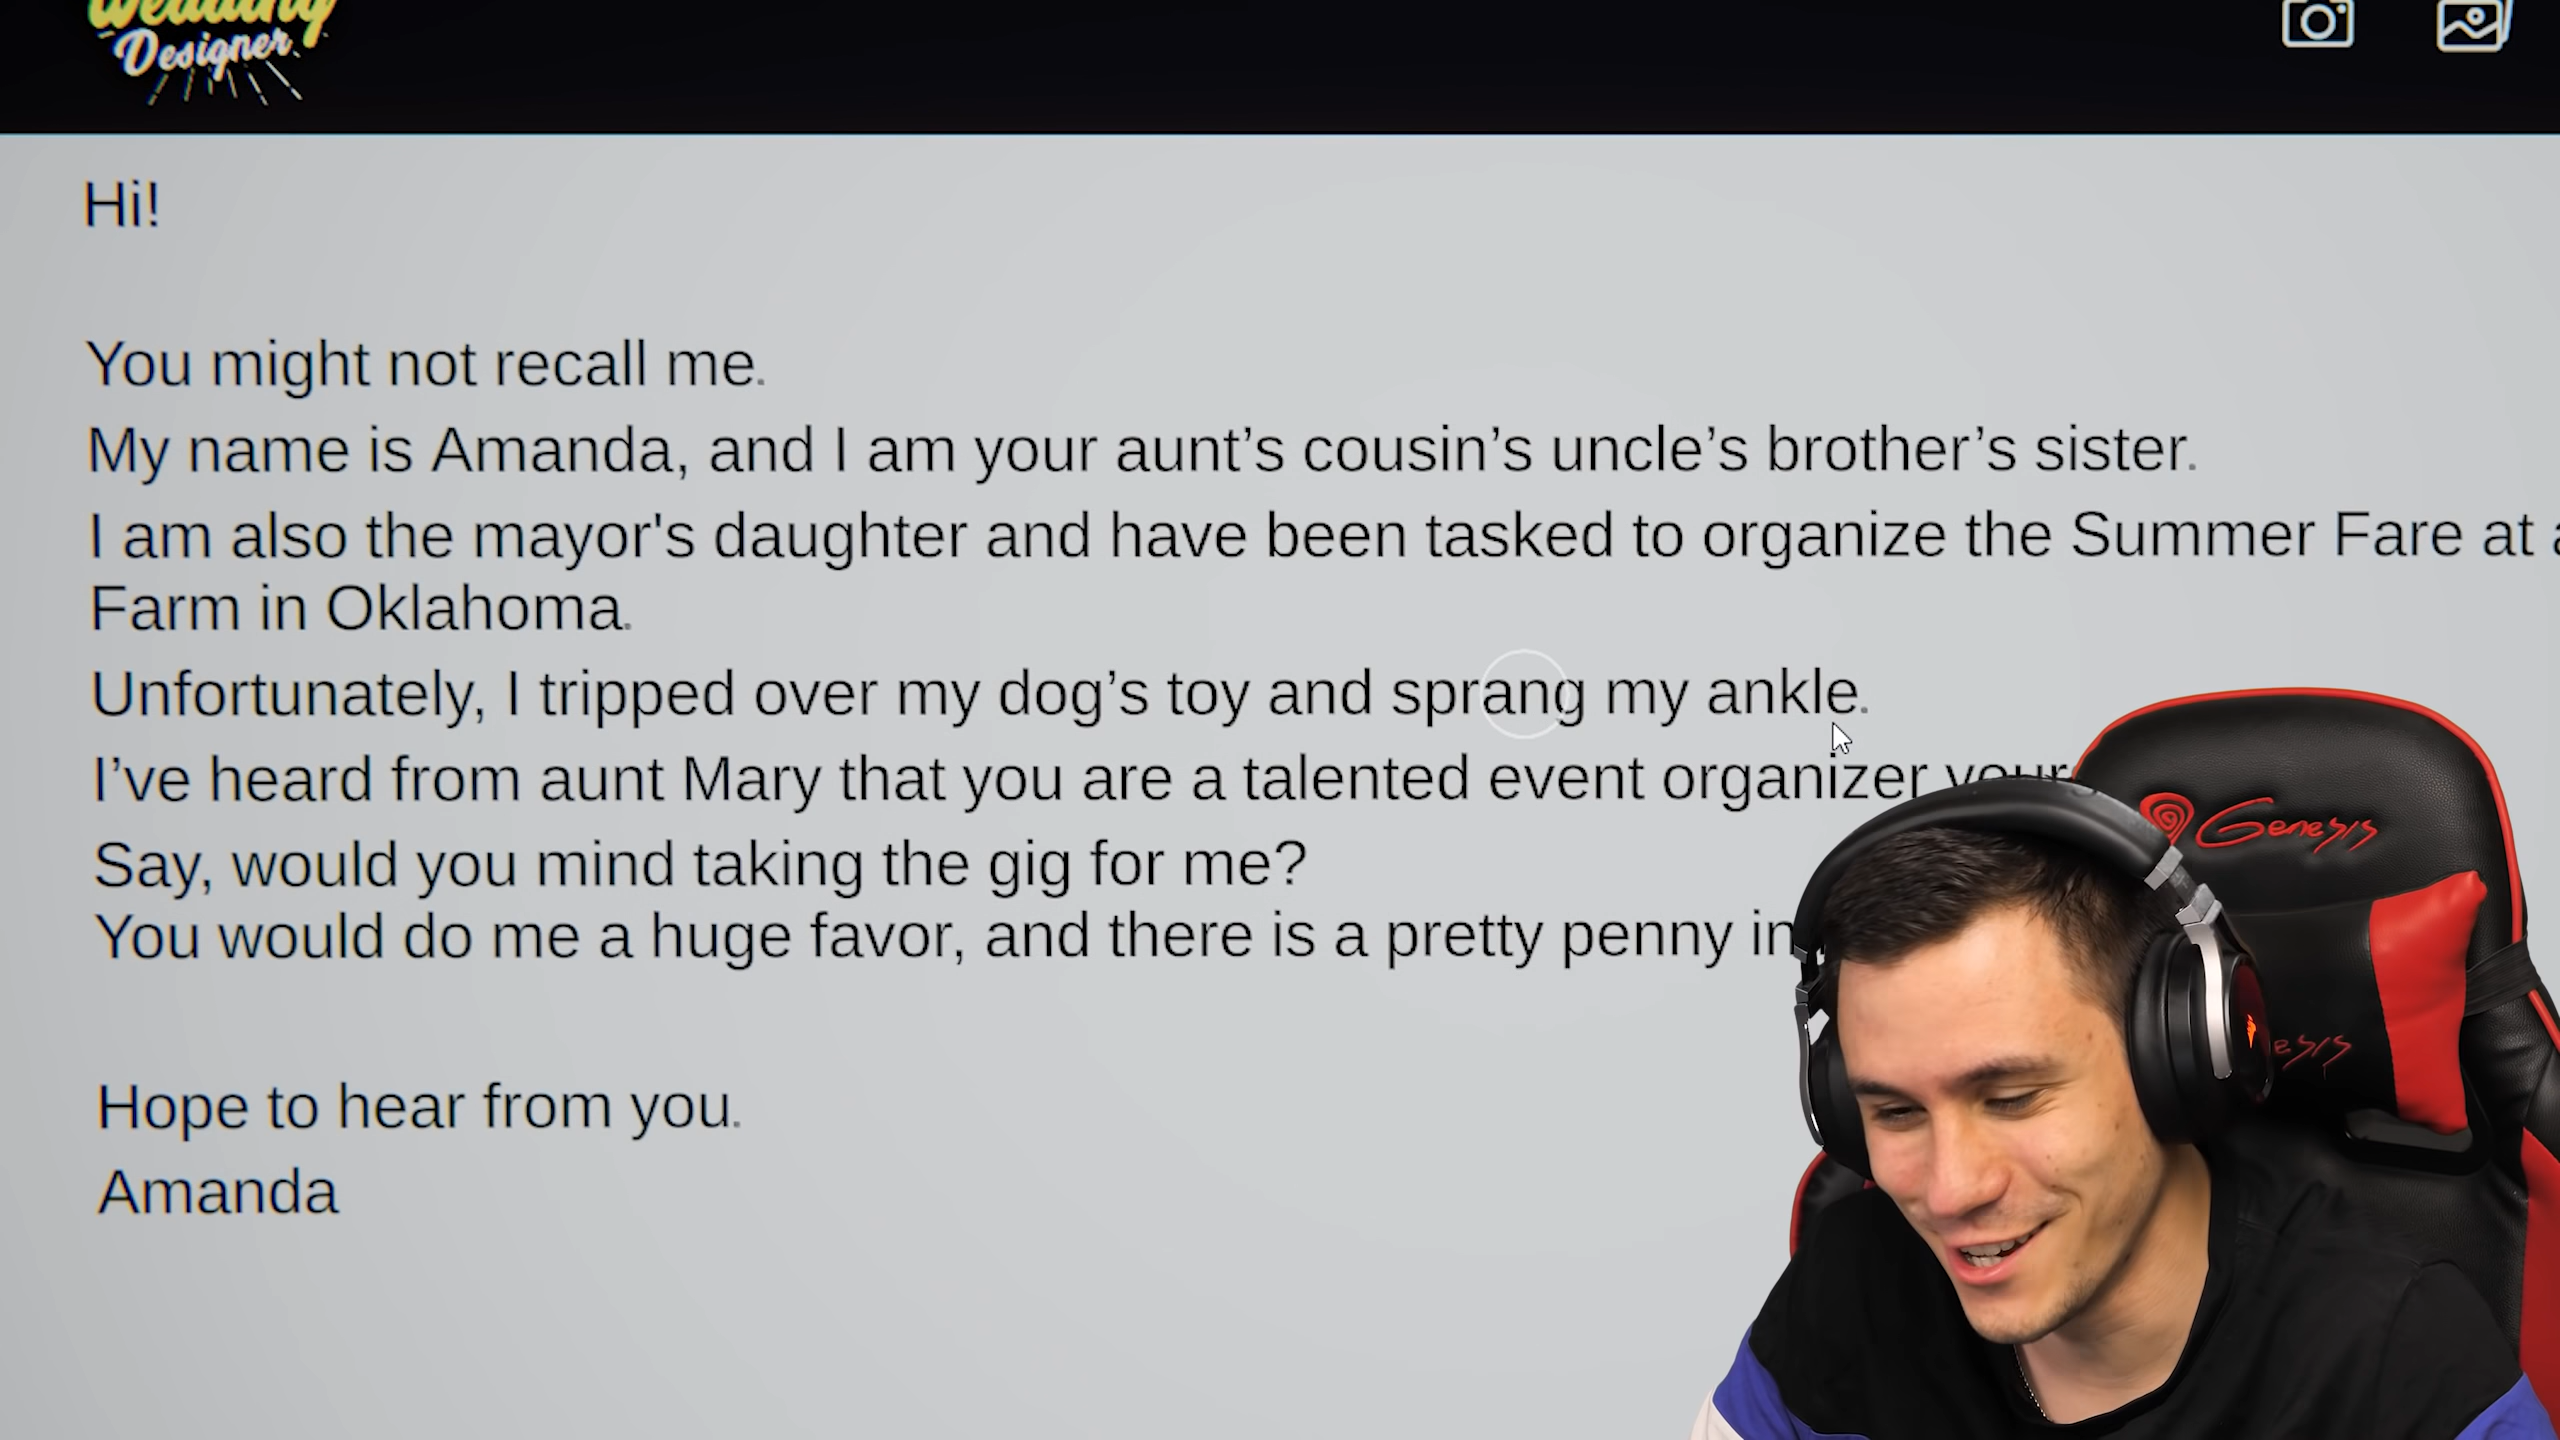 Wedding
Designer
Hi!
You might not recall me.
My name is Amanda, and I am your aunt’s cousin’s uncle’s brother’s sister.
I am also the mayor's daughter and have been tasked to organize the Summer Fare at a
Farm in Oklahoma.
Unfortunately, I tripped over my dog’s toy and sprang my ankle.
I’ve heard from aunt Mary that you are a talented event organizer
Say, would you mind taking the gig for me?
You would do me a huge favor, and there is a pretty penny in
Hope to hear from you.
Amanda
Genesis